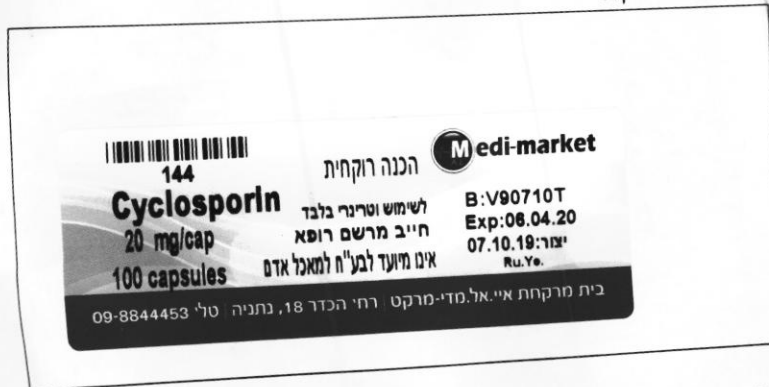 Medi-market
הכנה רוקחית
144
Cyclosporin
20 mg/cap
100 capsules
לשימוש וטרינרי בלבד
חייב מרשם רופא
אינו מיועד לבע"ח למאכל אדם
B:V90710T
Exp:06.04.20
יצור:07.10.19
Ru.Ye.
בית מרקחת איי.אל.מדי-מרקט | רחי הכדר 18, נתניה | טלי 09-8844453